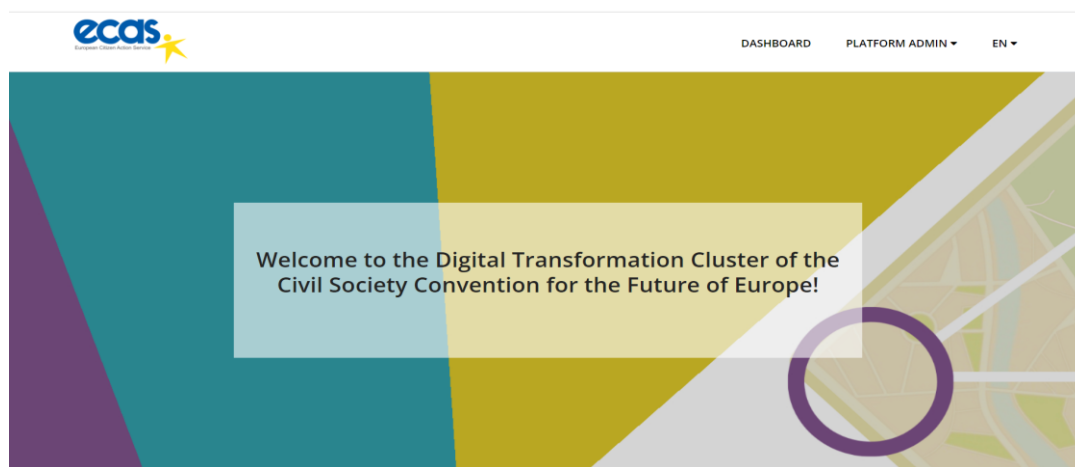 ecas
European Citizen Action Service
DASHBOARD PLATFORM ADMIN EN
Welcome to the Digital Transformation Cluster of the
Civil Society Convention for the Future of Europe!